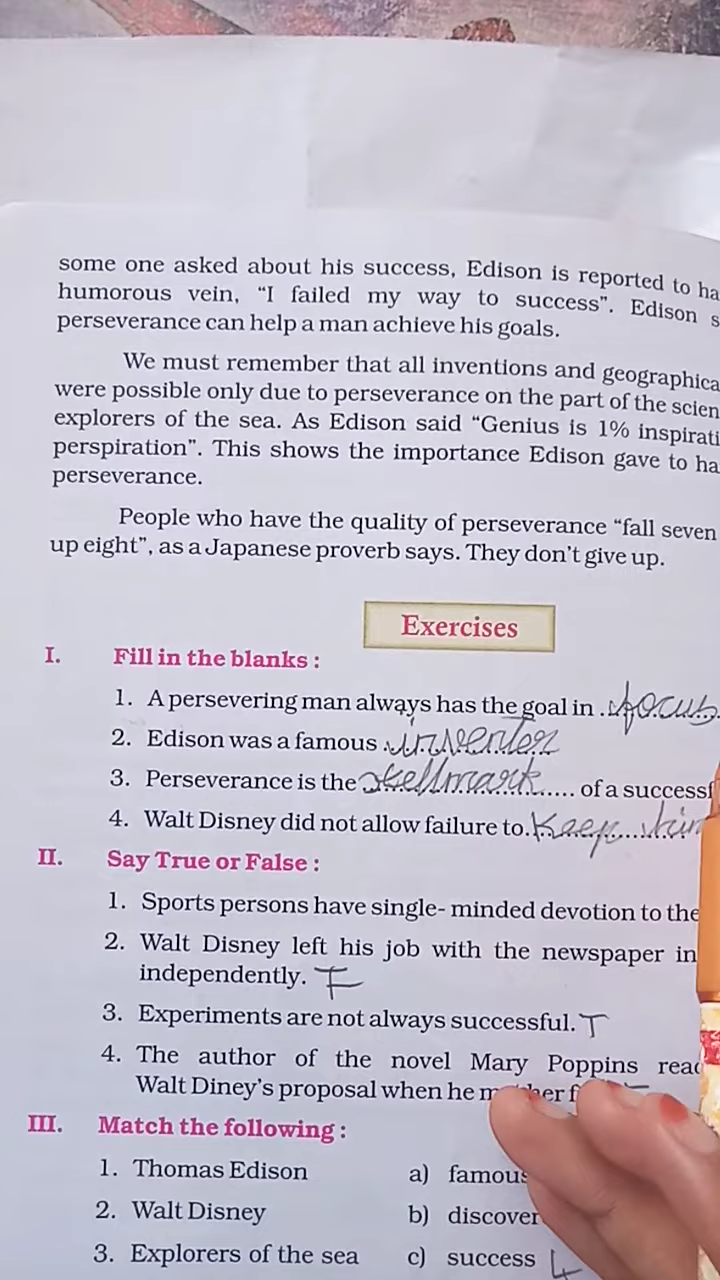 some one asked about his success, Edison is reported to ha
humorous vein, “I failed my way to success”. Edison s
perseverance can help a man achieve his goals.
We must remember that all inventions and geographica
were possible only due to perseverance on the part of the scien
explorers of the sea. As Edison said “Genius is 1% inspirati
perspiration”. This shows the importance Edison gave to ha
perseverance.
People who have the quality of perseverance “fall seven
up eight”, as a Japanese proverb says. They don’t give up.
Exercises
I. Fill in the blanks :
1. A persevering man always has the goal in .focus
2. Edison was a famous .inventer
3. Perseverance is the ..... of a successf
4. Walt Disney did not allow failure to. Keep
II. Say True or False :
1. Sports persons have single- minded devotion to the
2. Walt Disney left his job with the newspaper in
independently. F
3. Experiments are not always successful. T
4. The author of the novel Mary Poppins read
Walt Diney’s proposal when he
III. Match the following :
1. Thomas Edison a) famous
2. Walt Disney b) discover
3. Explorers of the sea c) success 4